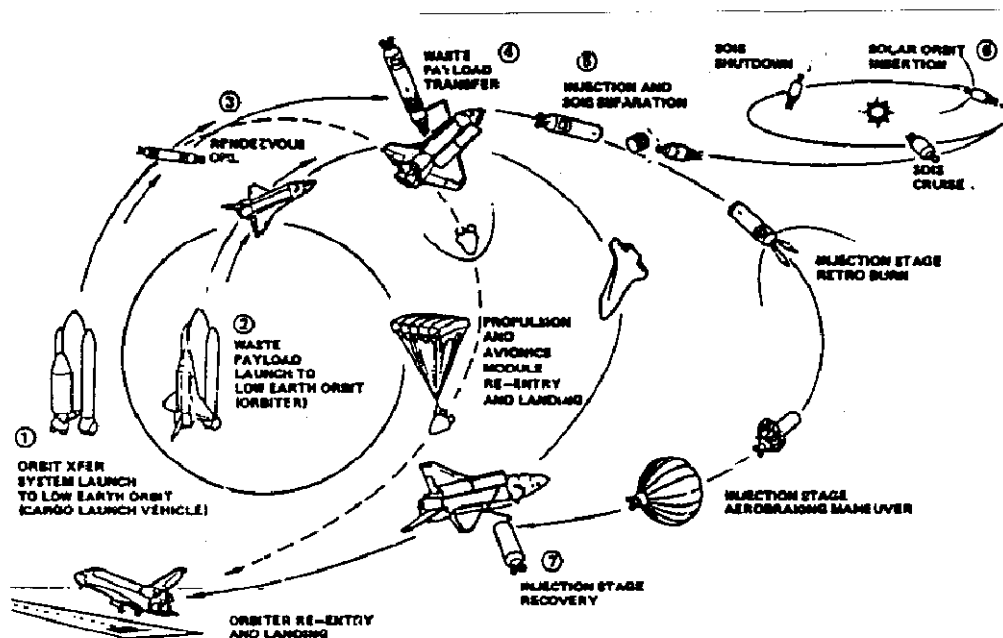 ①
ORBIT XFER
SYSTEM LAUNCH
TO LOW EARTH ORBIT
(CARGO LAUNCH VEHICLE)
②
WASTE
PAYLOAD
LAUNCH TO
LOW EARTH ORBIT
(ORBITER)
③
RENDEZVOUS
OPS.
④
WASTE
PAYLOAD
TRANSFER
⑤
INJECTION AND
SOIS SEPARATION
SOIS
SHUTDOWN
SOLAR ORBIT
INSERTION
⑥
SOIS
CRUISE
INJECTION STAGE
RETRO BURN
PROPULSION
AND
AVIONICS
MODULE
RE-ENTRY
AND LANDING
INJECTION STAGE
AEROBRAKING MANEUVER
⑦
INJECTION STAGE
RECOVERY
ORBITER RE-ENTRY
AND LANDING